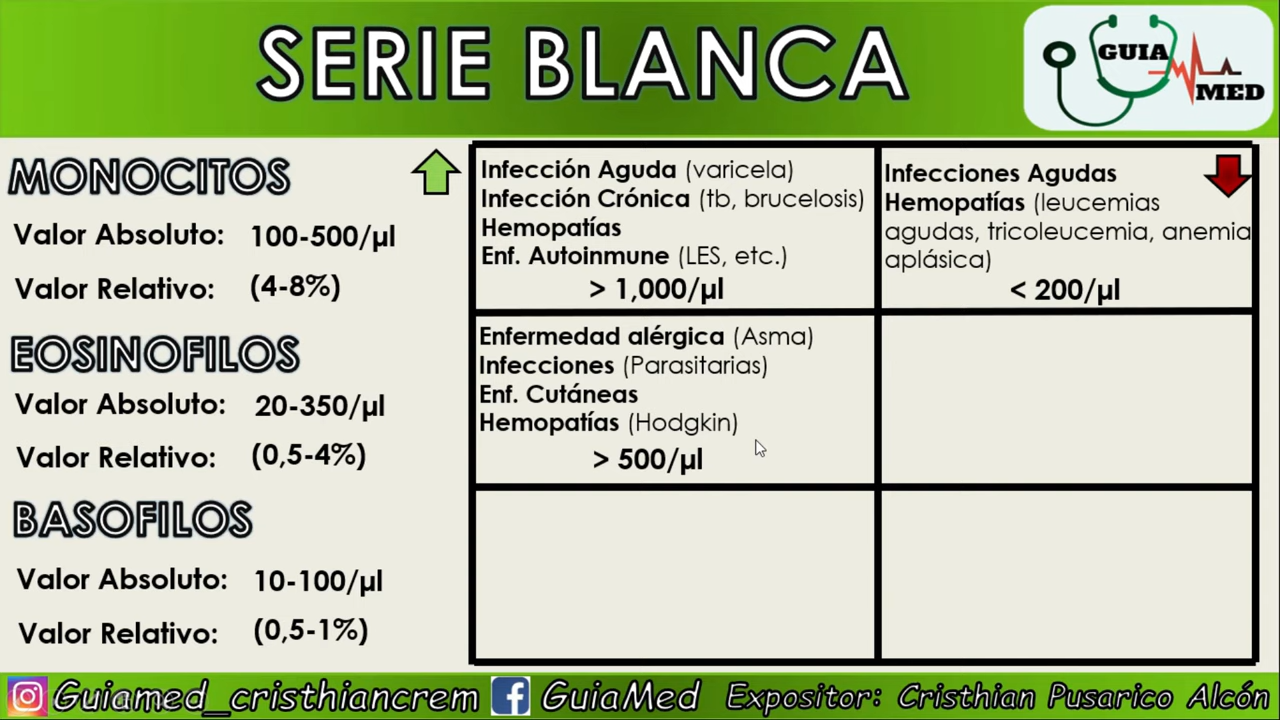 SERIE BLANCA
GUIA
MED
MONOCITOS
Valor Absoluto: 100-500/µl
Valor Relativo: (4-8%)
Infección Aguda (varicela)
Infección Crónica (tb, brucelosis)
Hemopatías
Enf. Autoinmune (LES, etc.)
> 1,000/µl
Infecciones Agudas
Hemopatías (leucemias
agudas, tricoleucemia, anemia
aplásica)
< 200/µl
EOSINOFILOS
Valor Absoluto: 20-350/µl
Valor Relativo: (0,5-4%)
Enfermedad alérgica (Asma)
Infecciones (Parasitarias)
Enf. Cutáneas
Hemopatías (Hodgkin)
> 500/µl
BASOFILOS
Valor Absoluto: 10-100/µl
Valor Relativo: (0,5-1%)
Guiamed_cristhiancrem GuiaMed Expositor: Cristhian Pusarico Alcón